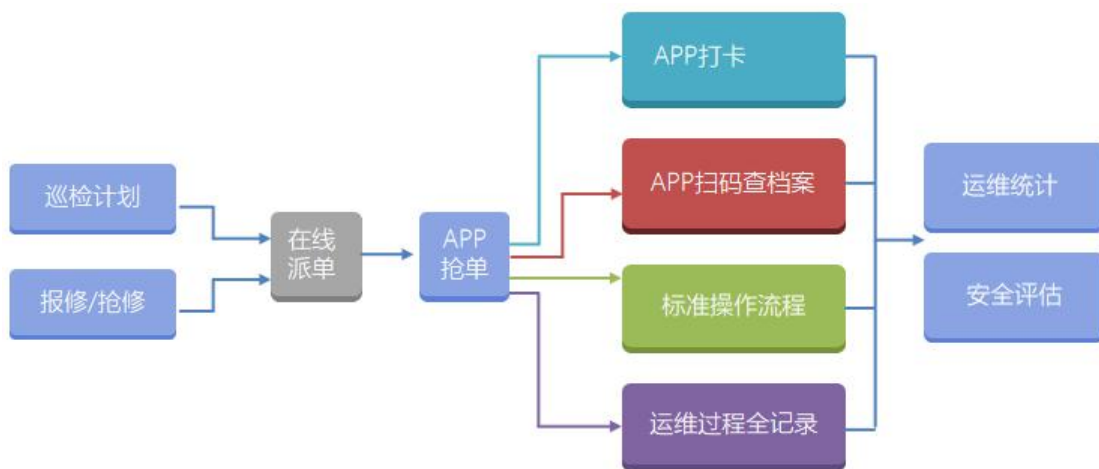 巡检计划
报修/抢修
在线
派单
APP
抢单
APP打卡
APP扫码查档案
标准操作流程
运维过程全记录
运维统计
安全评估